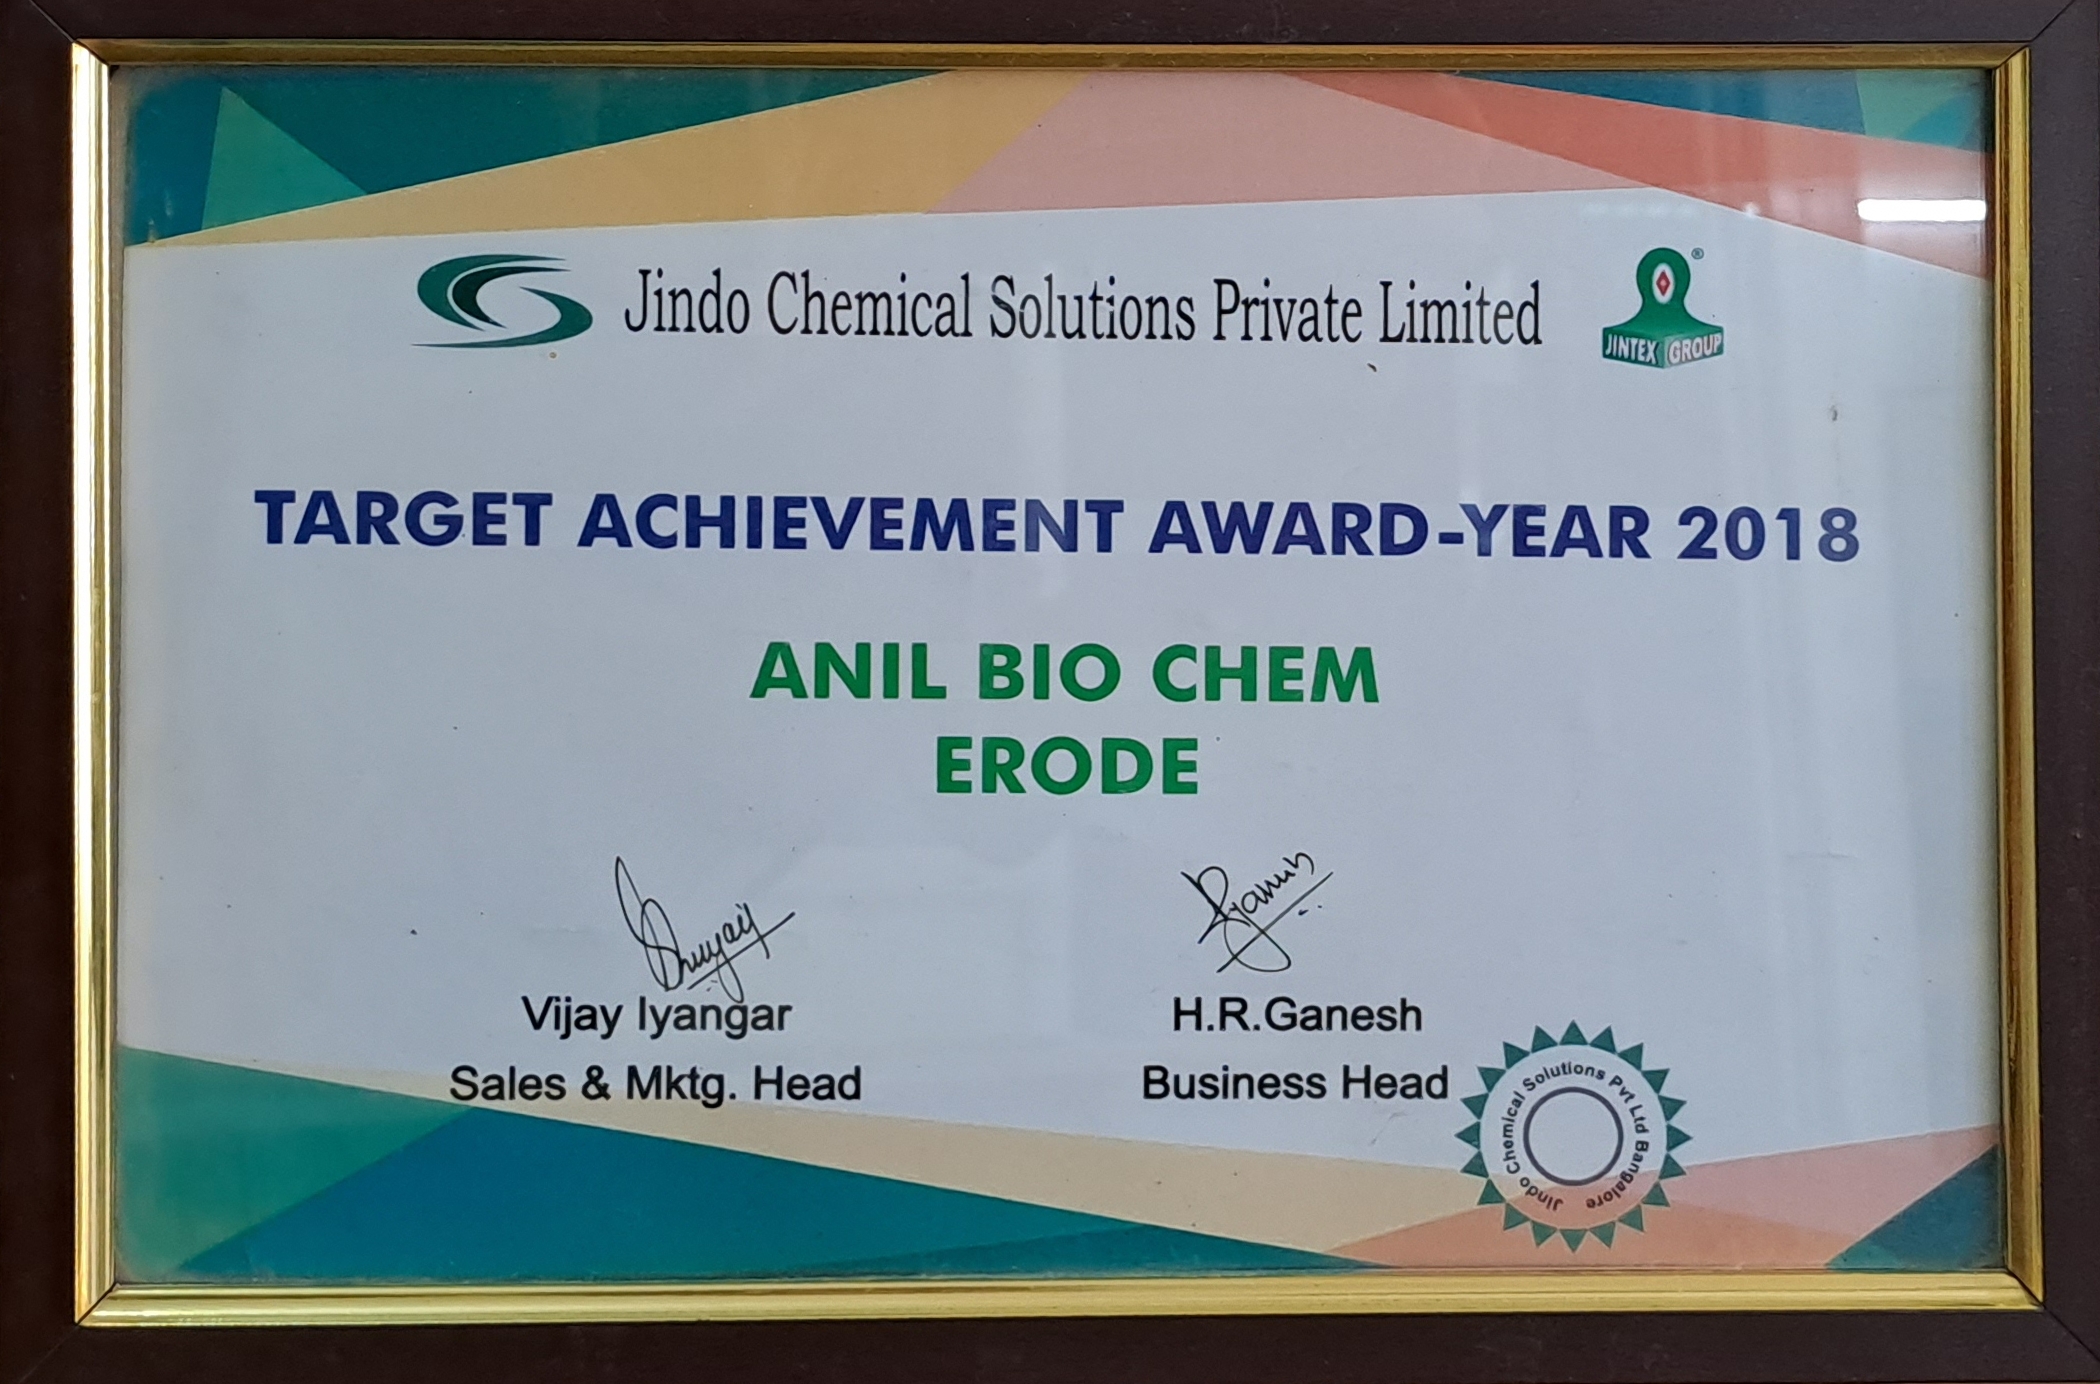 Jindo Chemical Solutions Private Limited
®
JINTEX GROUP
TARGET ACHIEVEMENT AWARD-YEAR 2018
ANIL BIO CHEM
ERODE
Vijay Iyangar
H.R.Ganesh
Sales & Mktg. Head
Business Head
Jindo Chemical Solutions Pvt Ltd Bangalore